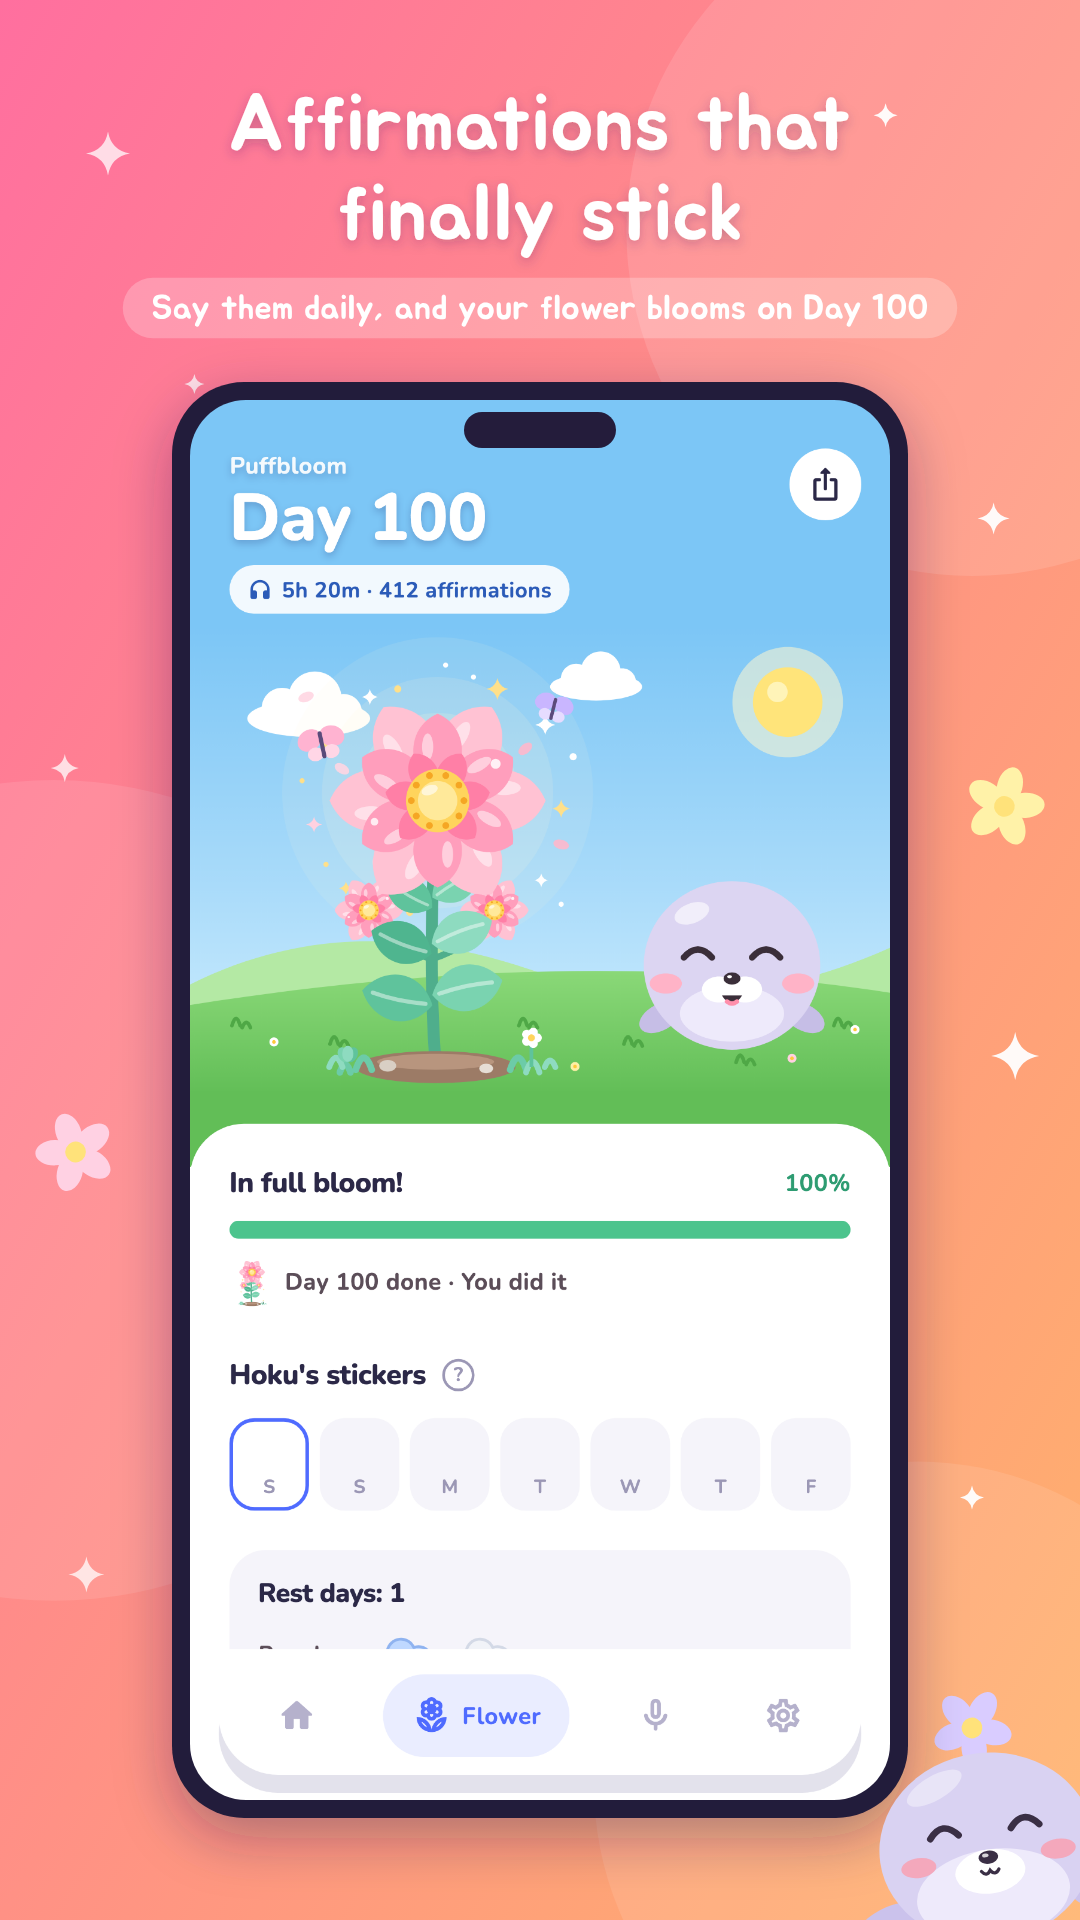 Affirmations that
finally stick
Say them daily, and your flower blooms on Day 100
Puffbloom
Day 100
5h 20m · 412 affirmations
In full bloom!
100%
Day 100 done · You did it
Hoku's stickers ?
S S M T W T F
Rest days: 1
Flower